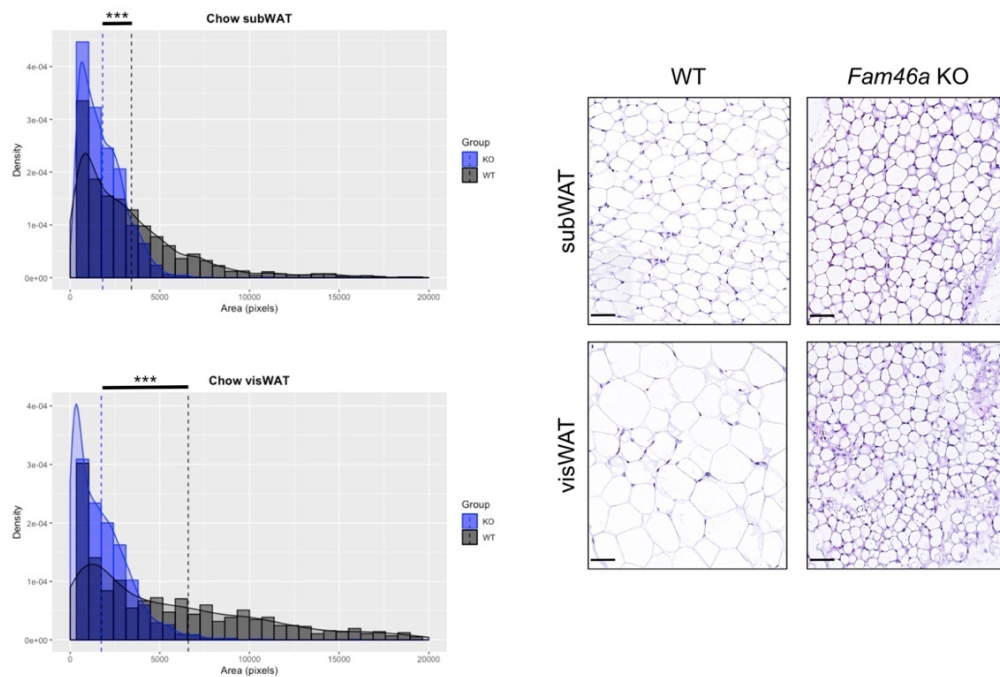 ***
Chow subWAT
4e-04
3e-04
2e-04
1e-04
0e+00
Density
0
5000
10000
15000
20000
Area (pixels)
Group
KO
WT
***
Chow visWAT
4e-04
3e-04
2e-04
1e-04
0e+00
Density
0
5000
10000
15000
20000
Area (pixels)
Group
KO
WT
WT
Fam46a KO
subWAT
visWAT